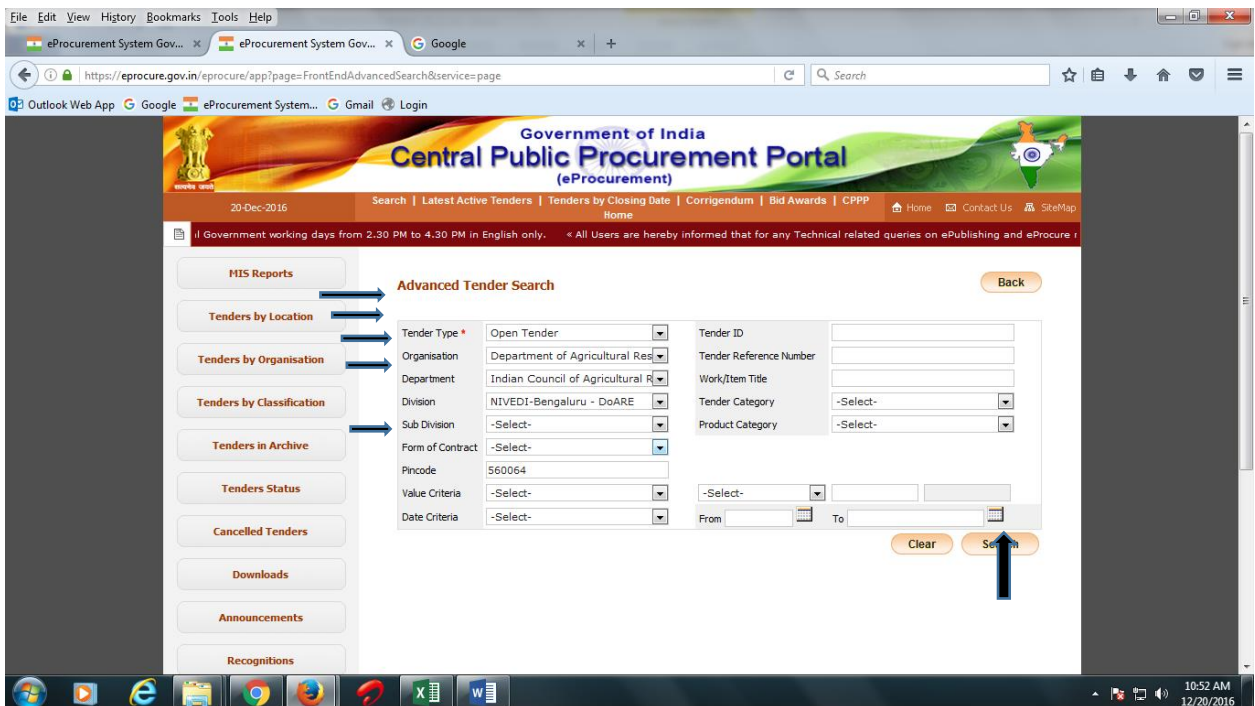 File Edit View History Bookmarks Tools Help
eProcurement System Gov... × eProcurement System Gov... × Google × +
https://eprocure.gov.in/eprocure/app?page=FrontEndAdvancedSearch&service=page Search
Outlook Web App Google eProcurement System... Gmail Login
Government of India
Central Public Procurement Portal
(eProcurement)
सत्यमेव जयते
20-Dec-2016
Search | Latest Active Tenders | Tenders by Closing Date | Corrigendum | Bid Awards | CPPP
Home
Home Contact Us SiteMap
l Government working days from 2.30 PM to 4.30 PM in English only. « All Users are hereby informed that for any Technical related queries on ePublishing and eProcure
MIS Reports
Tenders by Location
Tenders by Organisation
Tenders by Classification
Tenders in Archive
Tenders Status
Cancelled Tenders
Downloads
Announcements
Recognitions
Advanced Tender Search
Back
Tender Type * Open Tender Tender ID
Organisation Department of Agricultural Res Tender Reference Number
Department Indian Council of Agricultural R Work/Item Title
Division NIVEDI-Bengaluru - DoARE Tender Category -Select-
Sub Division -Select- Product Category -Select-
Form of Contract -Select-
Pincode 560064
Value Criteria -Select- -Select-
Date Criteria -Select- From To
Clear Search
10:52 AM
12/20/2016